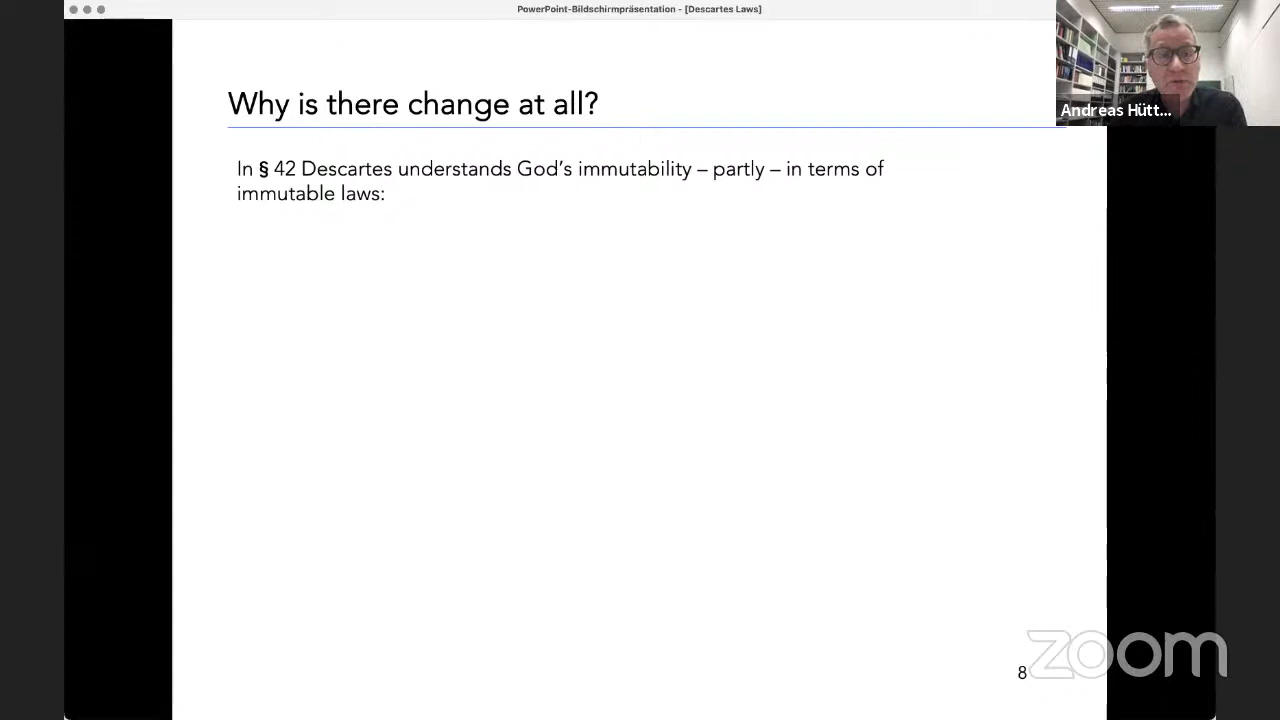 PowerPoint-Bildschirmpräsentation - [Descartes Laws]
Andreas Hütt...
Why is there change at all?
In § 42 Descartes understands God’s immutability – partly – in terms of
immutable laws:
8
zoom